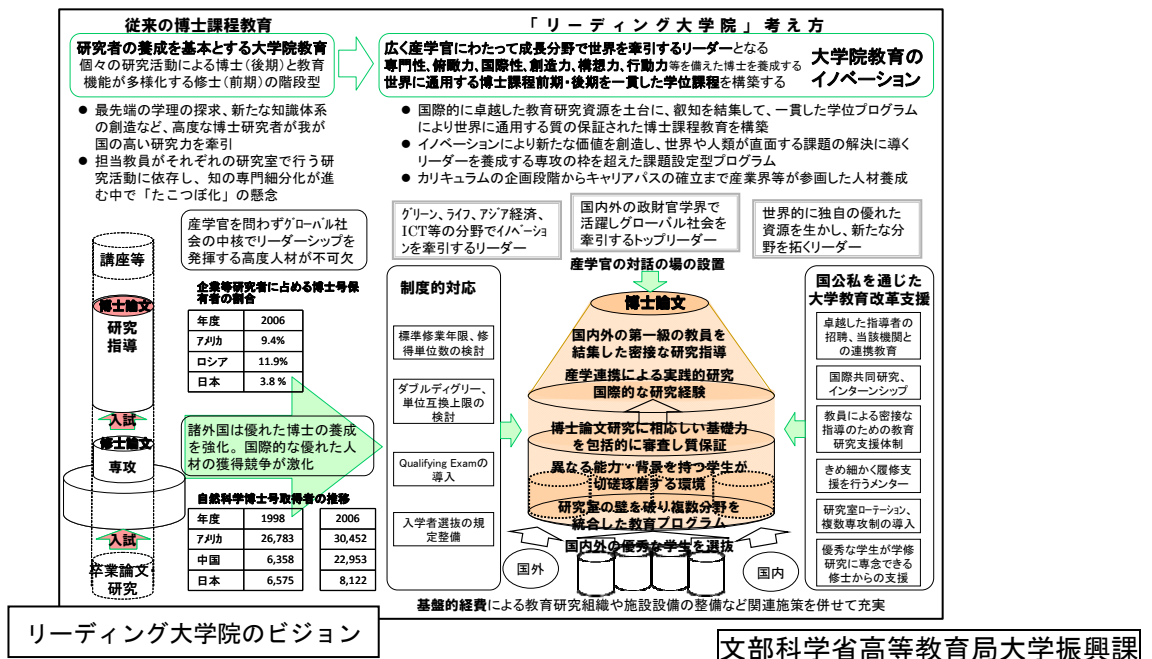 従来の博士課程教育
「リーディング大学院」考え方
研究者の養成を基本とする大学院教育
個々の研究活動による博士（後期）と教育
機能が多様化する修士（前期）の階段型
広く産学官にわたって成長分野で世界を牽引するリーダーとなる
専門性、俯瞰力、国際性、創造力、構想力、行動力等を備えた博士を養成する
世界に通用する博士課程前期・後期を一貫した学位課程を構築する
大学院教育の
イノベーション
● 最先端の学理の探求、新たな知識体系
の創造など、高度な博士研究者が我が
国の高い研究力を牽引
● 担当教員がそれぞれの研究室で行う研
究活動に依存し、知の専門細分化が進
む中で「たこつぼ化」の懸念
● 国際的に卓越した教育研究資源を土台に、叡知を結集して、一貫した学位プログラム
により世界に通用する質の保証された博士課程教育を構築
● イノベーションにより新たな価値を創造し、世界や人類が直面する課題の解決に導く
リーダーを養成する専攻の枠を超えた課題設定型プログラム
● カリキュラムの企画段階からキャリアパスの確立まで産業界等が参画した人材養成
講座等
博士論文
研究
指導
入試
修士論文
専攻
入試
卒業論文
研究
産学官を問わずグローバル社
会の中核でリーダーシップを
発揮する高度人材が不可欠
企業等研究者に占める博士号保
有者の割合
年度 2006
アメリカ 9.4%
ロシア 11.9%
日本 3.8％
諸外国は優れた博士の養成
を強化。国際的な優れた人
材の獲得競争が激化
自然科学博士号取得者の推移
年度 1998 2006
アメリカ 26,783 30,452
中国 6,358 22,953
日本 6,575 8,122
グリーン、ライフ、アジア経済、
ICT等の分野でイノベーショ
ンを牽引するリーダー
国内外の政財官学界で
活躍しグローバル社会を
牽引するトップリーダー
世界的に独自の優れた
資源を生かし、新たな分
野を拓くリーダー
産学官の対話の場の設置
制度的対応
標準修業年限、修
得単位数の検討
ダブルディグリー、
単位互換上限の
検討
Qualifying Examの
導入
入学者選抜の規
定整備
博士論文
国内外の第一級の教員を
結集した密接な研究指導
産学連携による実践的研究
国際的な研究経験
博士論文研究に相応しい基礎力
を包括的に審査し質保証
異なる能力・背景を持つ学生が
切磋琢磨する環境
研究室の壁を破り複数分野を
統合した教育プログラム
国内外の優秀な学生を選抜
国外
国内
国公私を通じた
大学教育改革支援
卓越した指導者の
招聘、当該機関と
の連携教育
国際共同研究、
インターンシップ
教員による密接な
指導のための教育
研究支援体制
きめ細かく履修支
援を行うメンター
研究室ローテーション、
複数専攻制の導入
優秀な学生が学修
研究に専念できる
修士からの支援
基盤的経費による教育研究組織や施設設備の整備など関連施策を併せて充実
リーディング大学院のビジョン
文部科学省高等教育局大学振興課